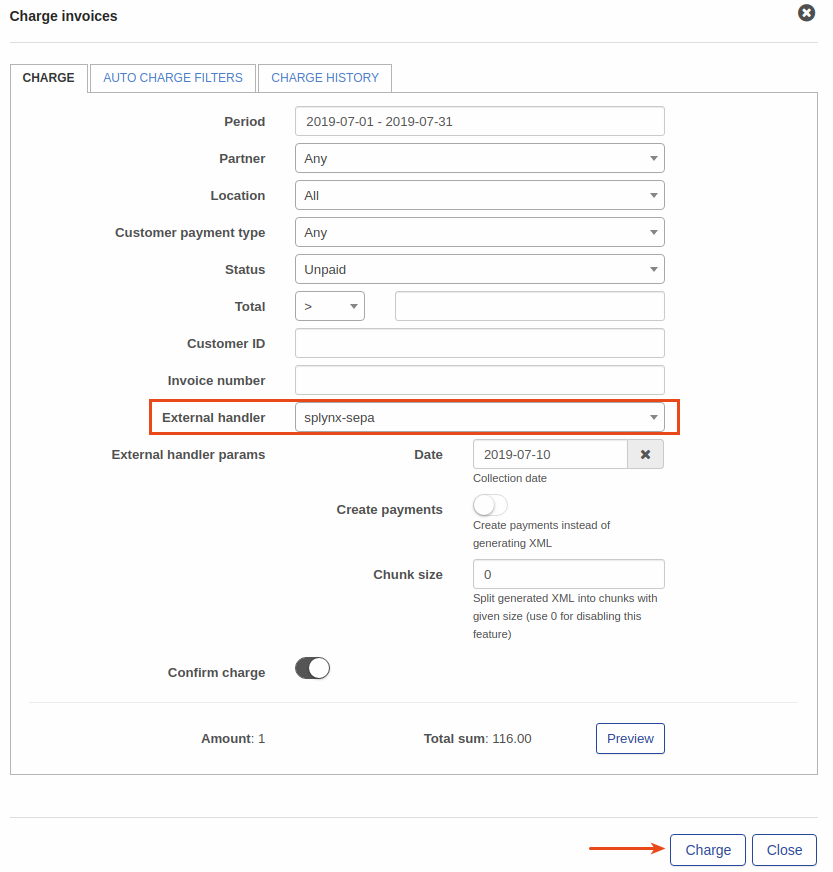 Charge invoices
CHARGE AUTO CHARGE FILTERS CHARGE HISTORY
Period 2019-07-01 - 2019-07-31
Partner Any
Location All
Customer payment type Any
Status Unpaid
Total >
Customer ID
Invoice number
External handler splynx-sepa
External handler params Date 2019-07-10
Collection date
Create payments
Create payments instead of
generating XML
Chunk size 0
Split generated XML into chunks with
given size (use 0 for disabling this
feature)
Confirm charge
Amount: 1 Total sum: 116.00 Preview
Charge Close